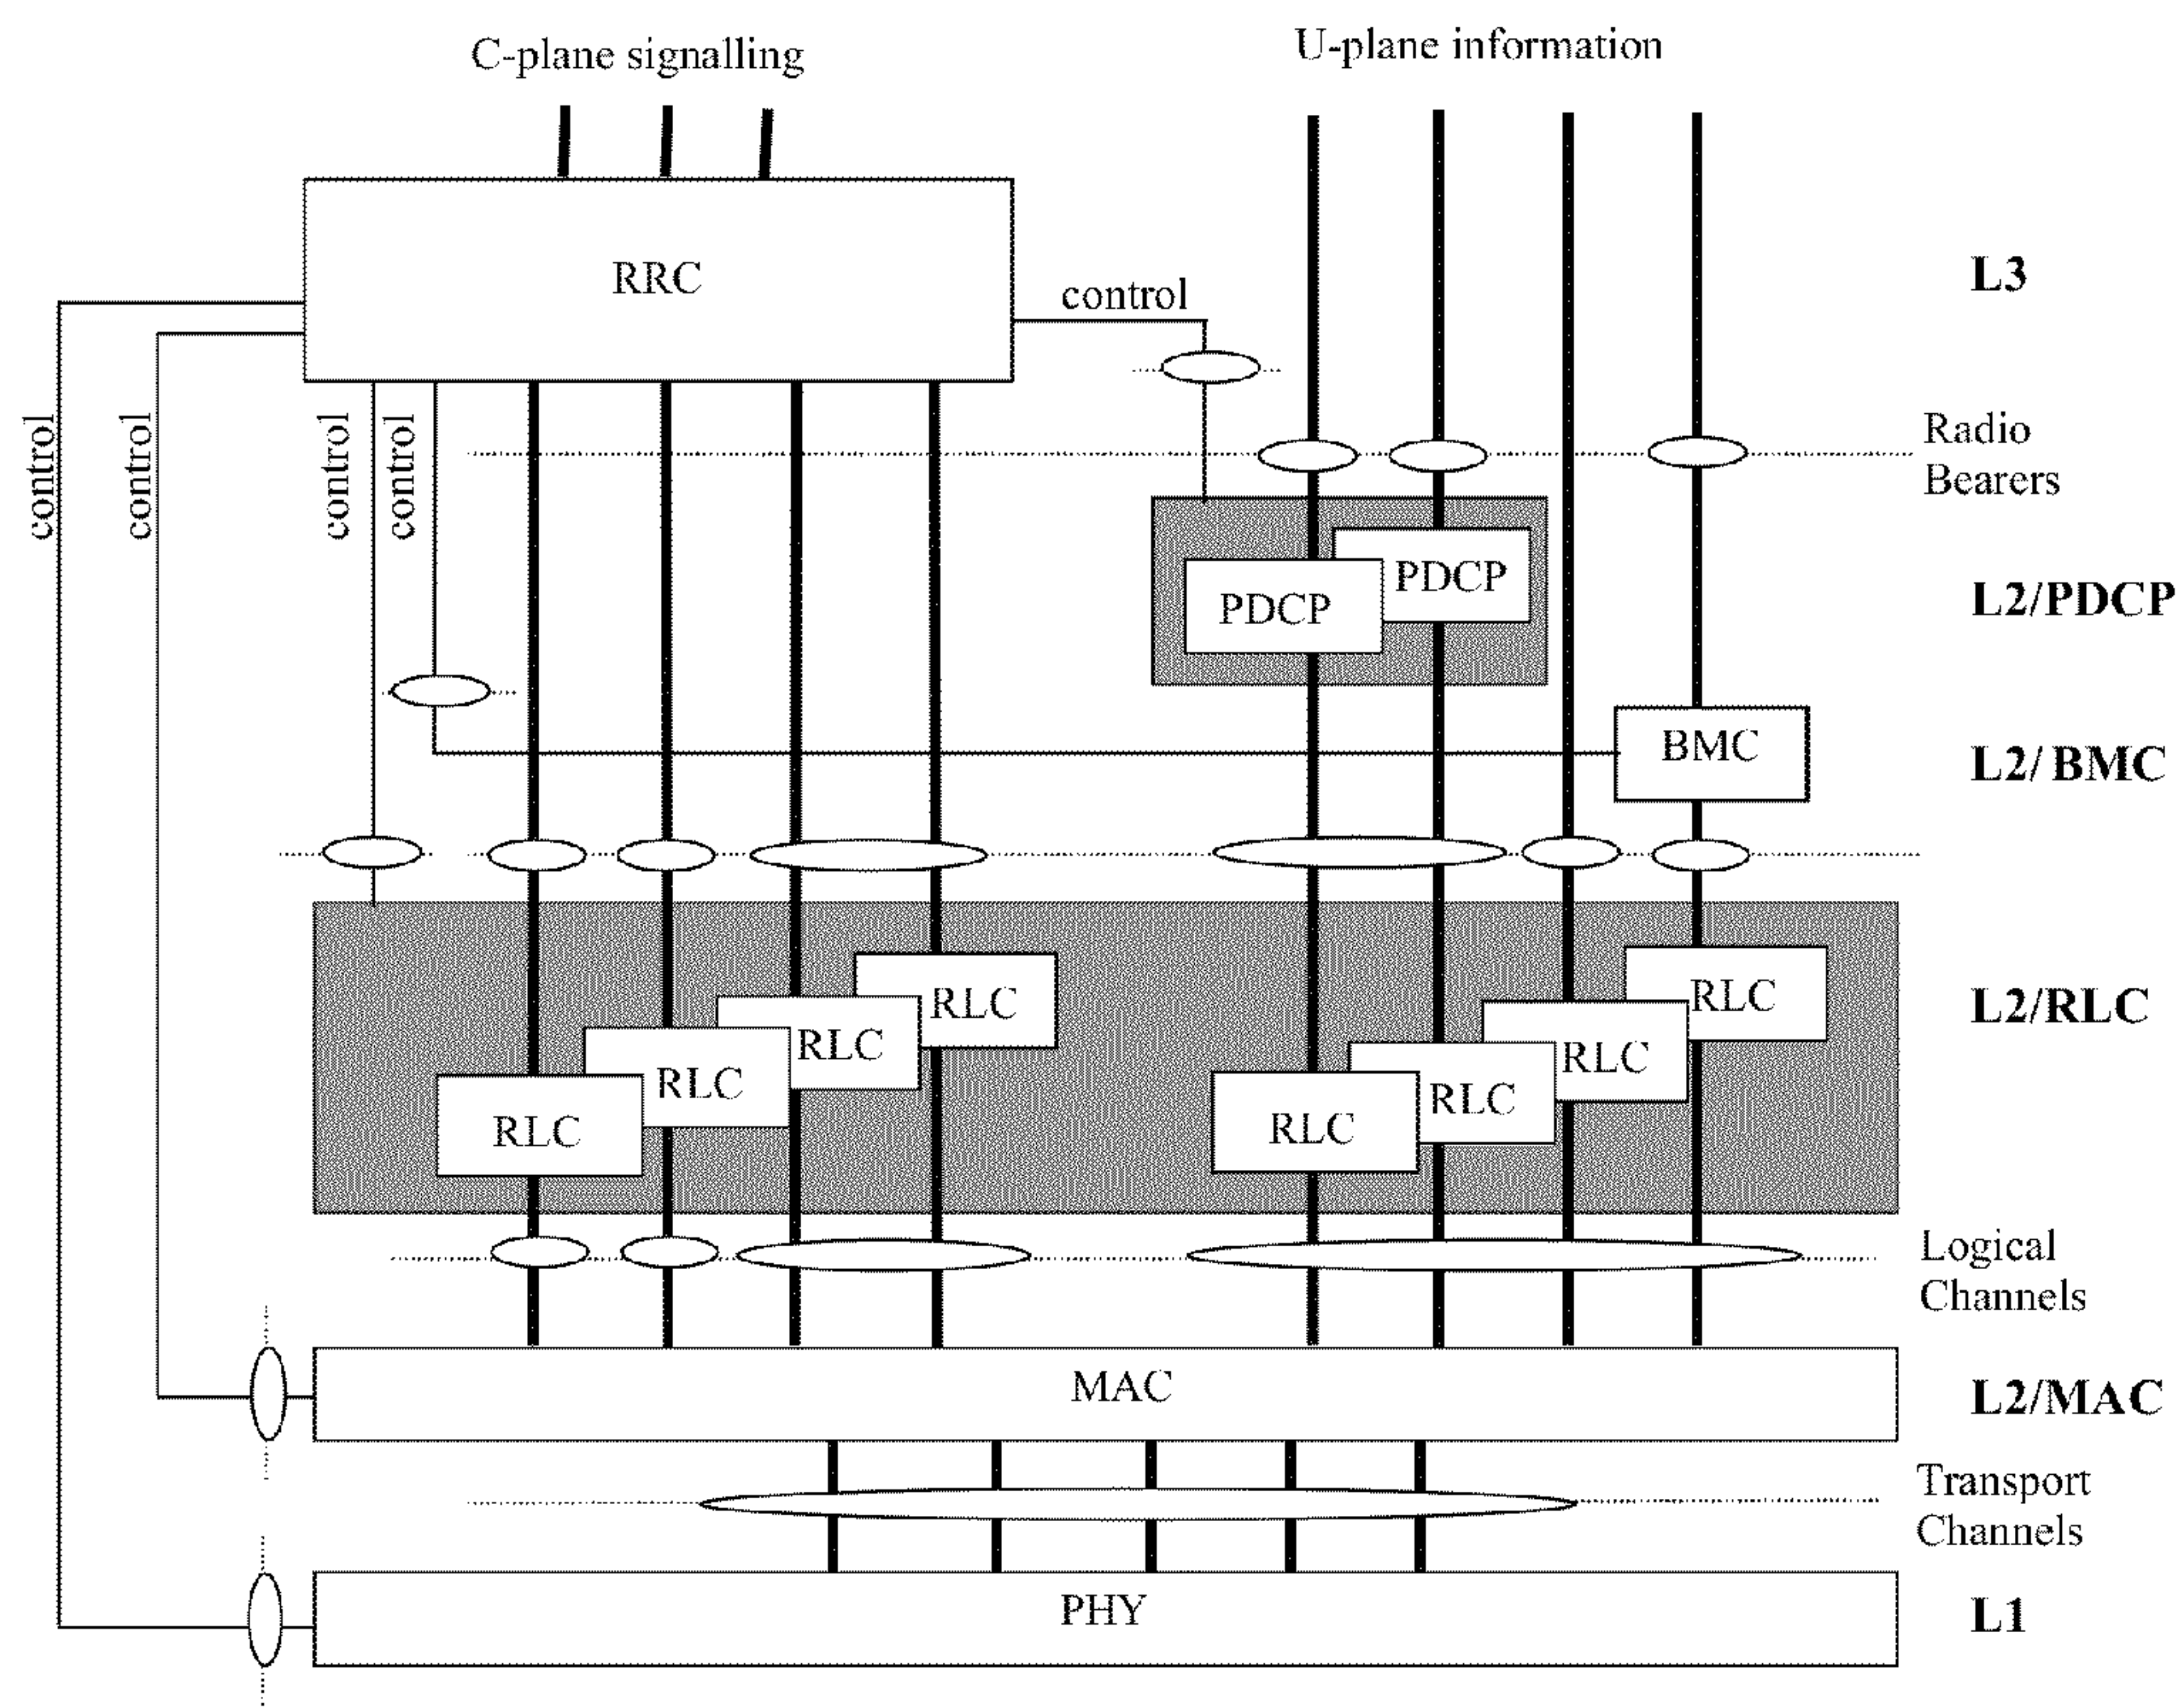 C-plane signalling
U-plane information
RRC
control
L3
control
control
control
control
Radio
Bearers
PDCP
PDCP
L2/PDCP
BMC
L2/ BMC
RLC
RLC
RLC
RLC
RLC
RLC
RLC
RLC
L2/RLC
Logical
Channels
MAC
L2/MAC
Transport
Channels
PHY
L1